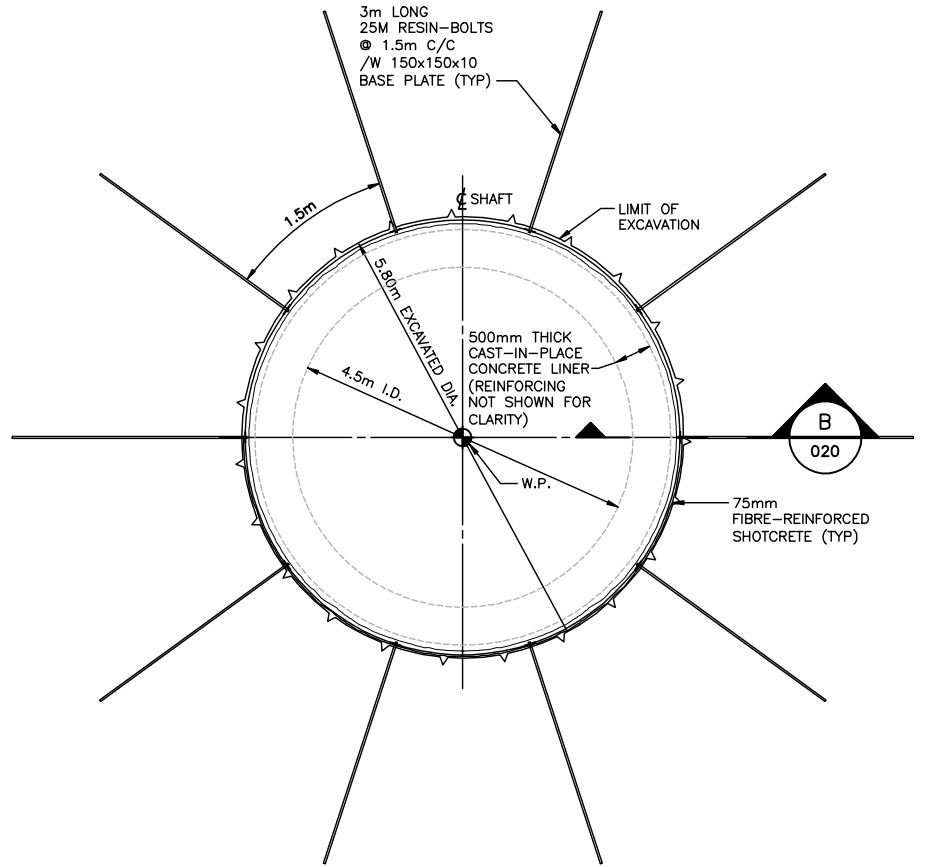 3m LONG
25M RESIN-BOLTS
@ 1.5m C/C
/W 150x150x10
BASE PLATE (TYP)
1.5m
℄ SHAFT
LIMIT OF
EXCAVATION
5.80m EXCAVATED DIA.
500mm THICK
CAST-IN-PLACE
CONCRETE LINER
(REINFORCING
NOT SHOWN FOR
CLARITY)
4.5m I.D.
B
020
W.P.
75mm
FIBRE-REINFORCED
SHOTCRETE (TYP)